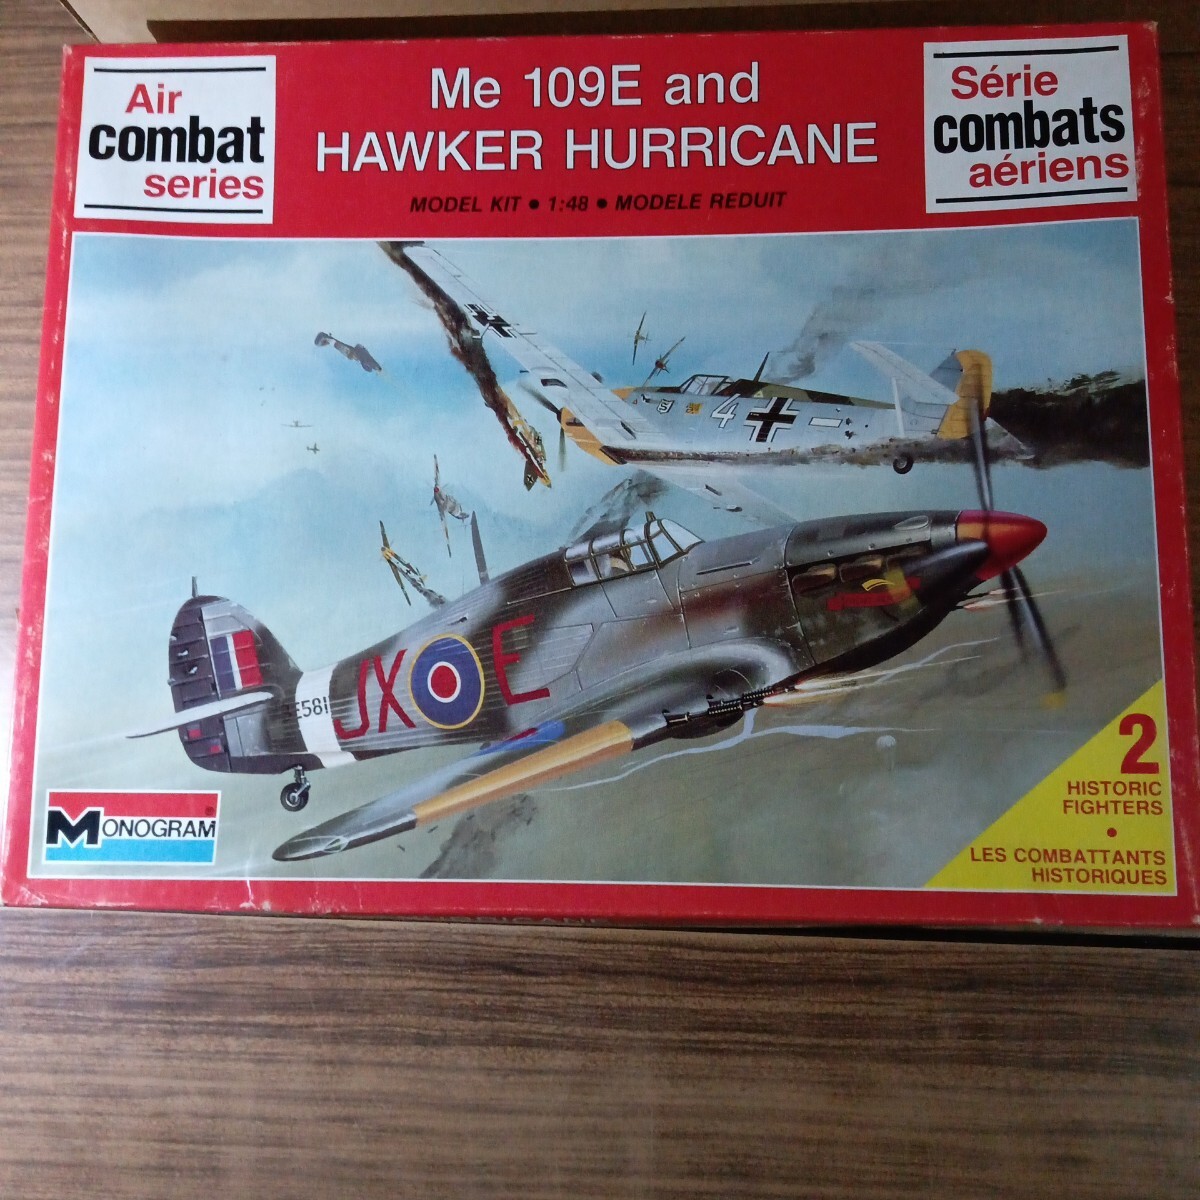 Air
combat
series
Me 109E and
HAWKER HURRICANE
MODEL KIT • 1:48 • MODELE REDUIT
Série
combats
aériens
4
E581
JX E
MONOGRAM®
2
HISTORIC
FIGHTERS
•
LES COMBATTANTS
HISTORIQUES